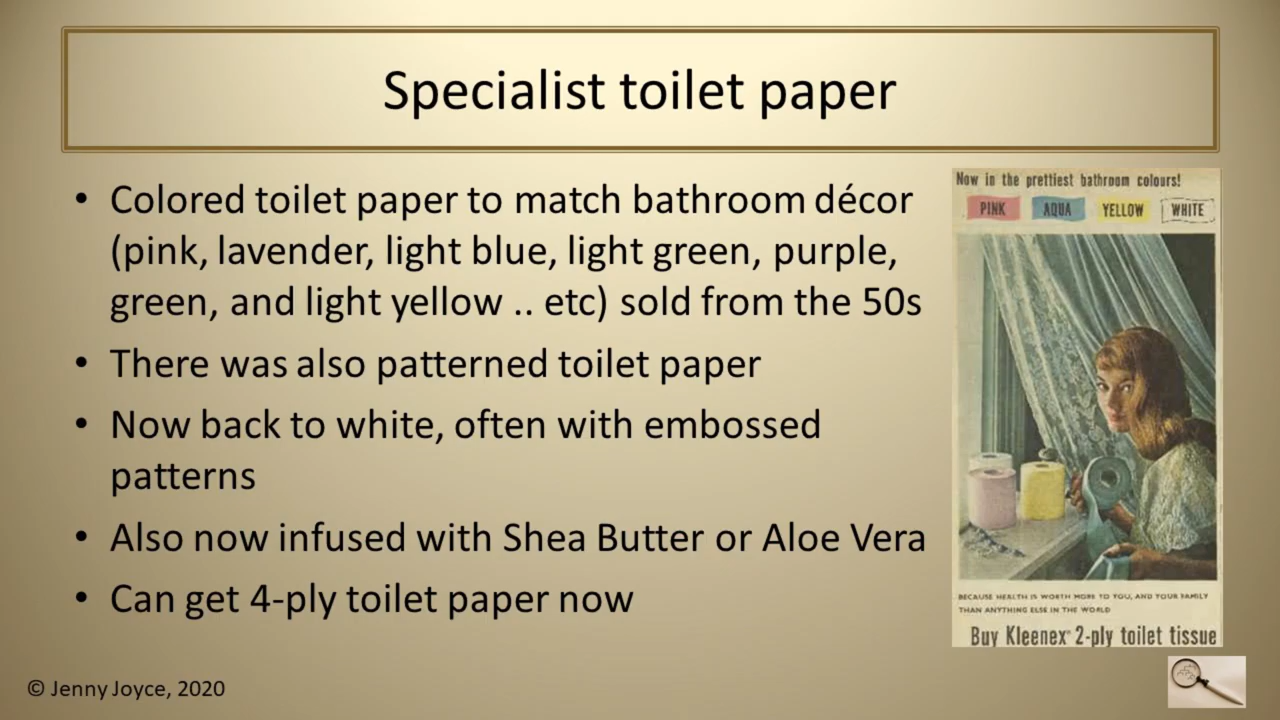 Specialist toilet paper
• Colored toilet paper to match bathroom décor
(pink, lavender, light blue, light green, purple,
green, and light yellow .. etc) sold from the 50s
• There was also patterned toilet paper
• Now back to white, often with embossed
patterns
• Also now infused with Shea Butter or Aloe Vera
• Can get 4-ply toilet paper now
Now in the prettiest bathroom colours!
PINK AQUA YELLOW WHITE
BECAUSE HEALTH IS WORTH MORE TO YOU, AND YOUR FAMILY
THAN ANYTHING ELSE IN THE WORLD
Buy Kleenex® 2-ply toilet tissue
© Jenny Joyce, 2020